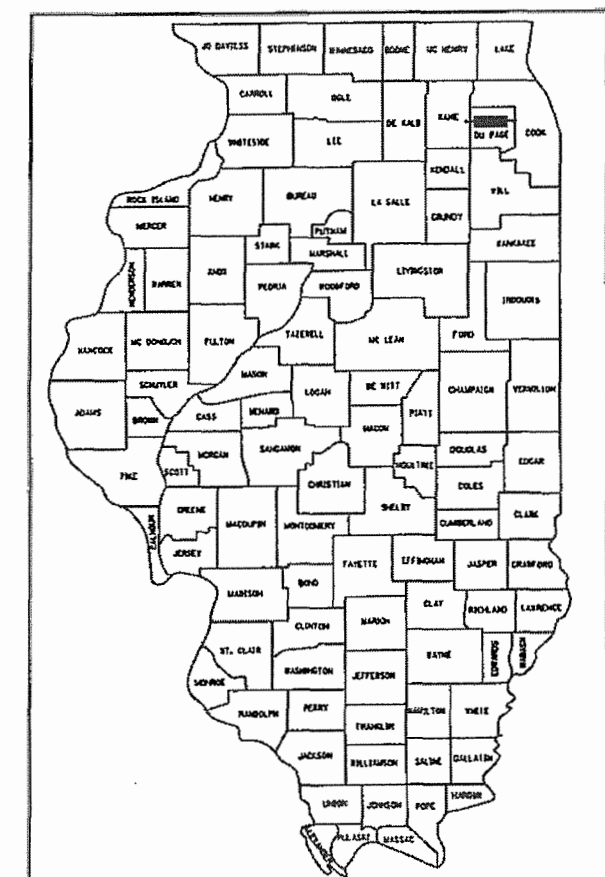 JO DAVIESS STEPHENSON WINNEBAGO BOONE MC HENRY LAKE
CARROLL OGLE DE KALB KANE DU PAGE COOK
WHITESIDE LEE
KENDALL
ROCK ISLAND HENRY BUREAU LA SALLE GRUNDY WILL
MERCER PUTNAM
STARK MARSHALL KANKAKEE
HENDERSON WARREN KNOX PEORIA WOODFORD LIVINGSTON IROQUOIS
HANCOCK MC DONOUGH FULTON TAZEWELL MC LEAN FORD
MASON
SCHUYLER LOGAN DE WITT CHAMPAIGN VERMILION
ADAMS BROWN CASS MENARD PIATT
MACON
MORGAN SANGAMON DOUGLAS
PIKE SCOTT MOULTRIE EDGAR
CHRISTIAN COLES
GREENE MACOUPIN MONTGOMERY SHELBY CUMBERLAND CLARK
CALHOUN JERSEY
FAYETTE EFFINGHAM JASPER CRAWFORD
MADISON BOND
CLAY RICHLAND LAWRENCE
CLINTON MARION
ST. CLAIR WAYNE EDWARDS WABASH
MONROE WASHINGTON JEFFERSON
RANDOLPH PERRY HAMILTON WHITE
FRANKLIN
JACKSON WILLIAMSON SALINE GALLATIN
UNION JOHNSON POPE HARDIN
ALEXANDER PULASKI MASSAC